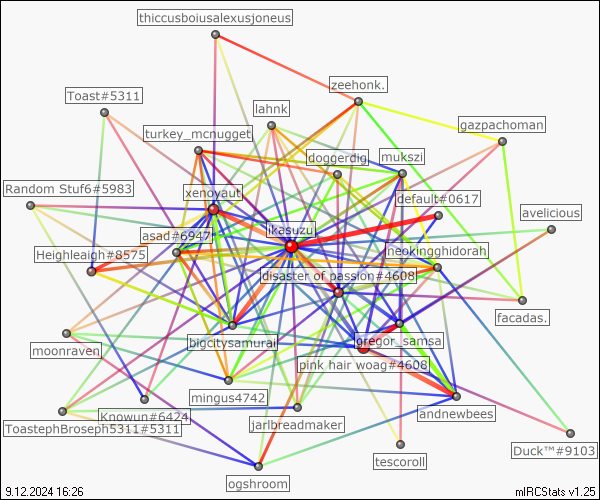 thiccusboiusalexusjoneus
zeehonk.
Toast#5311
lahnk
gazpachoman
turkey_mcnugget
doggerdig
mukszi
Random Stuf6#5983
xenoyaut
default#0617
avelicious
ikasuzu
asad#6947
neokingghidorah
Heighleaigh#8575
disaster of passion#4608
facadas.
moonraven
bigcitysamurai
gregor_samsa
pink hair woag#4608
mingus4742
Knowun#6424
andnewbees
ToastephBroseph5311#5311
jarlbreadmaker
Duck™#9103
tescoroll
ogshroom
9.12.2024 16:26
mIRCStats v1.25